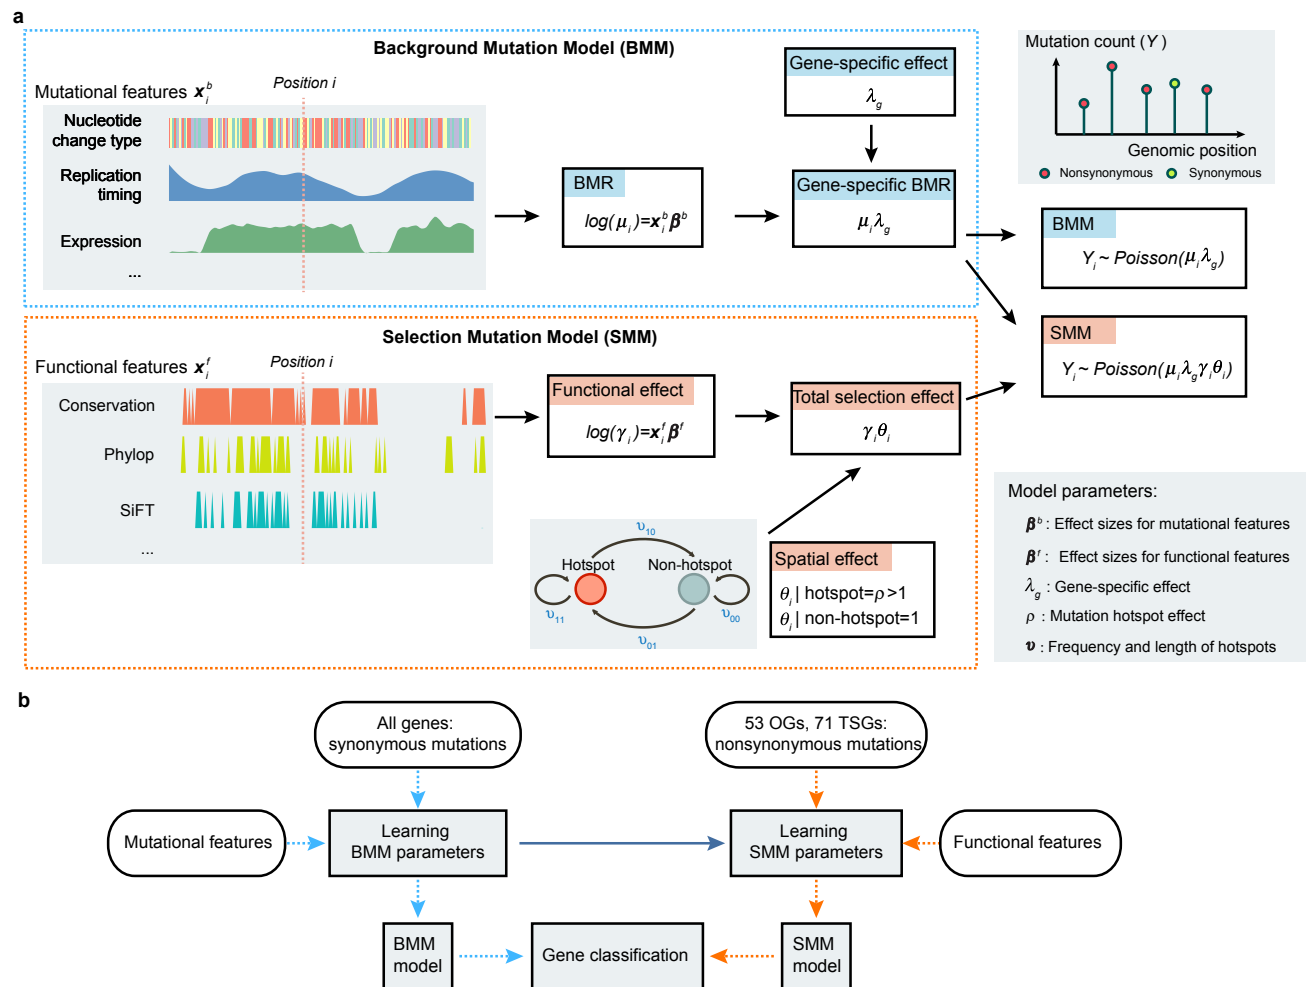 a
Background Mutation Model (BMM)
Mutational features x_i^b
Position i
Nucleotide
change type
Replication
timing
Expression
...
BMR
log(μ_i)=x_i^b β^b
Gene-specific effect
λ_g
Gene-specific BMR
μ_i λ_g
Mutation count (Y )
Genomic position
Nonsynonymous
Synonymous
BMM
Y_i ~ Poisson(μ_i λ_g)
SMM
Y_i ~ Poisson(μ_i λ_g γ_i θ_i)
Selection Mutation Model (SMM)
Functional features x_i^f
Position i
Conservation
Phylop
SiFT
...
Functional effect
log(γ_i)=x_i^f β^f
Total selection effect
γ_i θ_i
υ_10
Hotspot
Non-hotspot
υ_11
υ_00
υ_01
Spatial effect
θ_i | hotspot=ρ>1
θ_i | non-hotspot=1
Model parameters:
β^b : Effect sizes for mutational features
β^f : Effect sizes for functional features
λ_g : Gene-specific effect
ρ : Mutation hotspot effect
υ : Frequency and length of hotspots
b
All genes:
synonymous mutations
53 OGs, 71 TSGs:
nonsynonymous mutations
Mutational features
Learning
BMM parameters
Learning
SMM parameters
Functional features
BMM
model
Gene classification
SMM
model